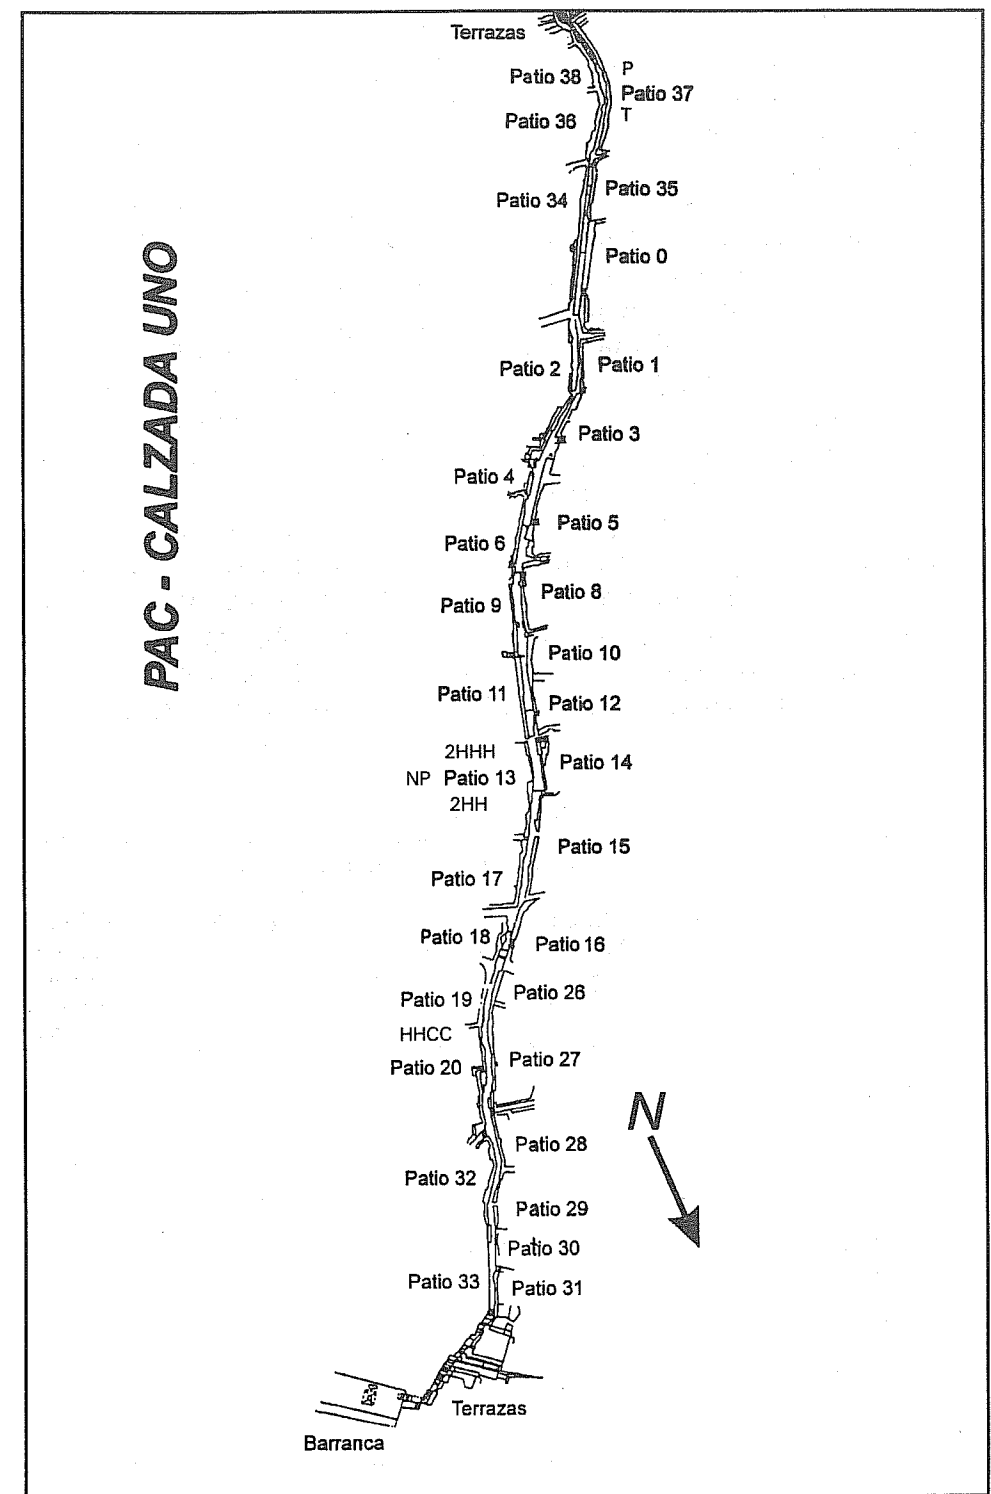 PAC - CALZADA UNO
Terrazas
Patio 38
P
Patio 37
T
Patio 36
Patio 35
Patio 34
Patio 0
Patio 2
Patio 1
Patio 3
Patio 4
Patio 5
Patio 6
Patio 8
Patio 9
Patio 10
Patio 11
Patio 12
2HHH
Patio 14
NP Patio 13
2HH
Patio 15
Patio 17
Patio 18
Patio 16
Patio 26
Patio 19
HHCC
Patio 27
Patio 20
N
Patio 28
Patio 32
Patio 29
Patio 30
Patio 33
Patio 31
Terrazas
Barranca